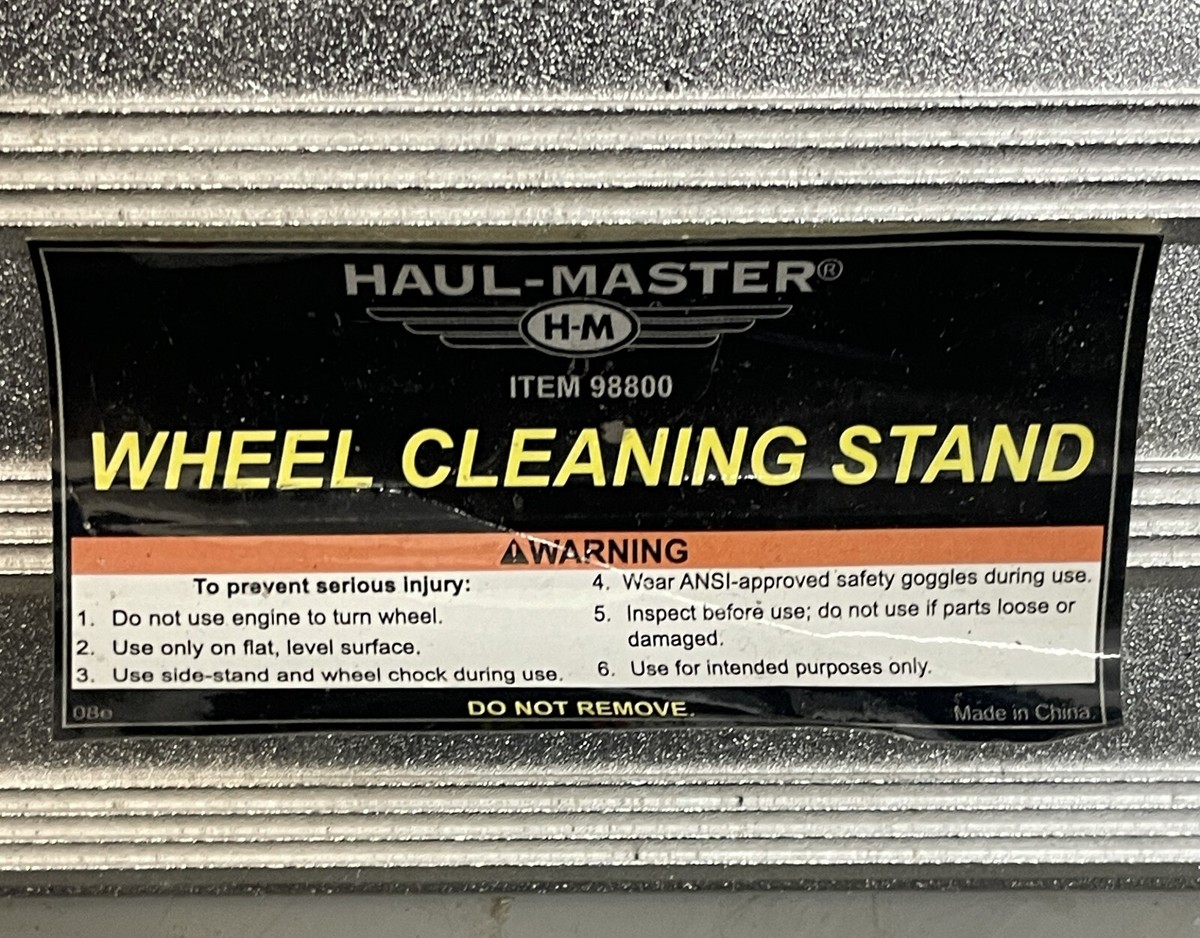 HAUL-MASTER®
H-M
ITEM 98800
WHEEL CLEANING STAND
⚠WARNING
To prevent serious injury:
1. Do not use engine to turn wheel.
2. Use only on flat, level surface.
3. Use side-stand and wheel chock during use.
4. Wear ANSI-approved safety goggles during use.
5. Inspect before use; do not use if parts loose or
damaged.
6. Use for intended purposes only.
08e
DO NOT REMOVE.
Made in China.